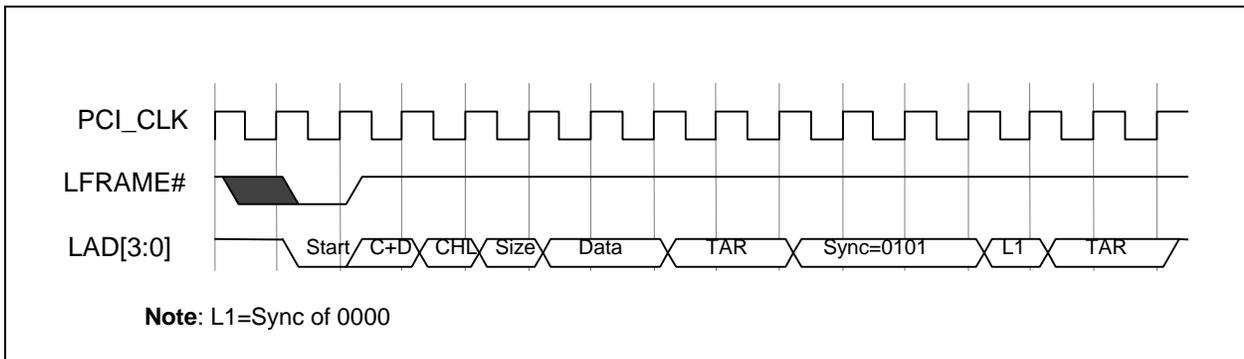 PCI_CLK
LFRAME#
LAD[3:0] Start C+D CHL Size Data TAR Sync=0101 L1 TAR
Note: L1=Sync of 0000